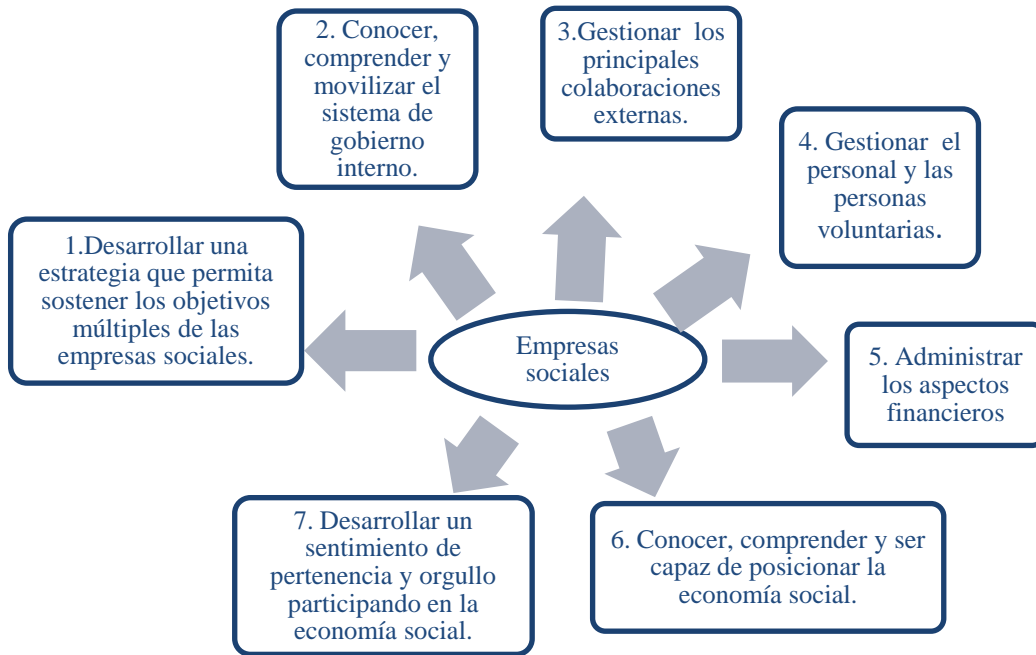 1.Desarrollar una
estrategia que permita
sostener los objetivos
múltiples de las
empresas sociales.
2. Conocer,
comprender y
movilizar el
sistema de
gobierno
interno.
3.Gestionar los
principales
colaboraciones
externas.
4. Gestionar el
personal y las
personas
voluntarias.
5. Administrar
los aspectos
financieros
6. Conocer, comprender y ser
capaz de posicionar la
economía social.
7. Desarrollar un
sentimiento de
pertenencia y orgullo
participando en la
economía social.
Empresas
sociales